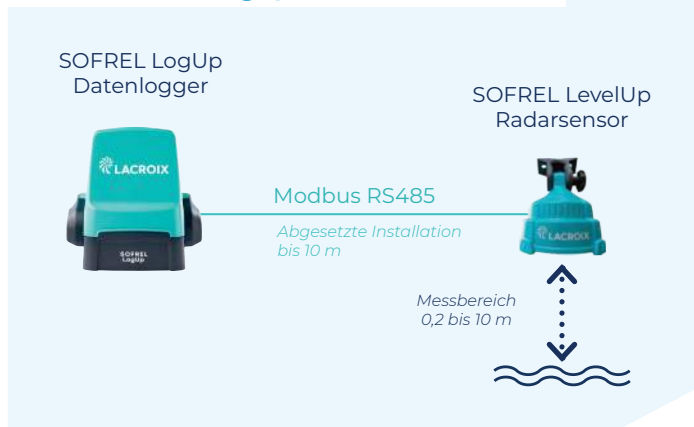 SOFREL LogUp
Datenlogger
SOFREL LevelUp
Radarsensor
LACROIX
SOFREL
LogUp
Modbus RS485
Abgesetzte Installation
bis 10 m
LACROIX
Messbereich
0,2 bis 10 m